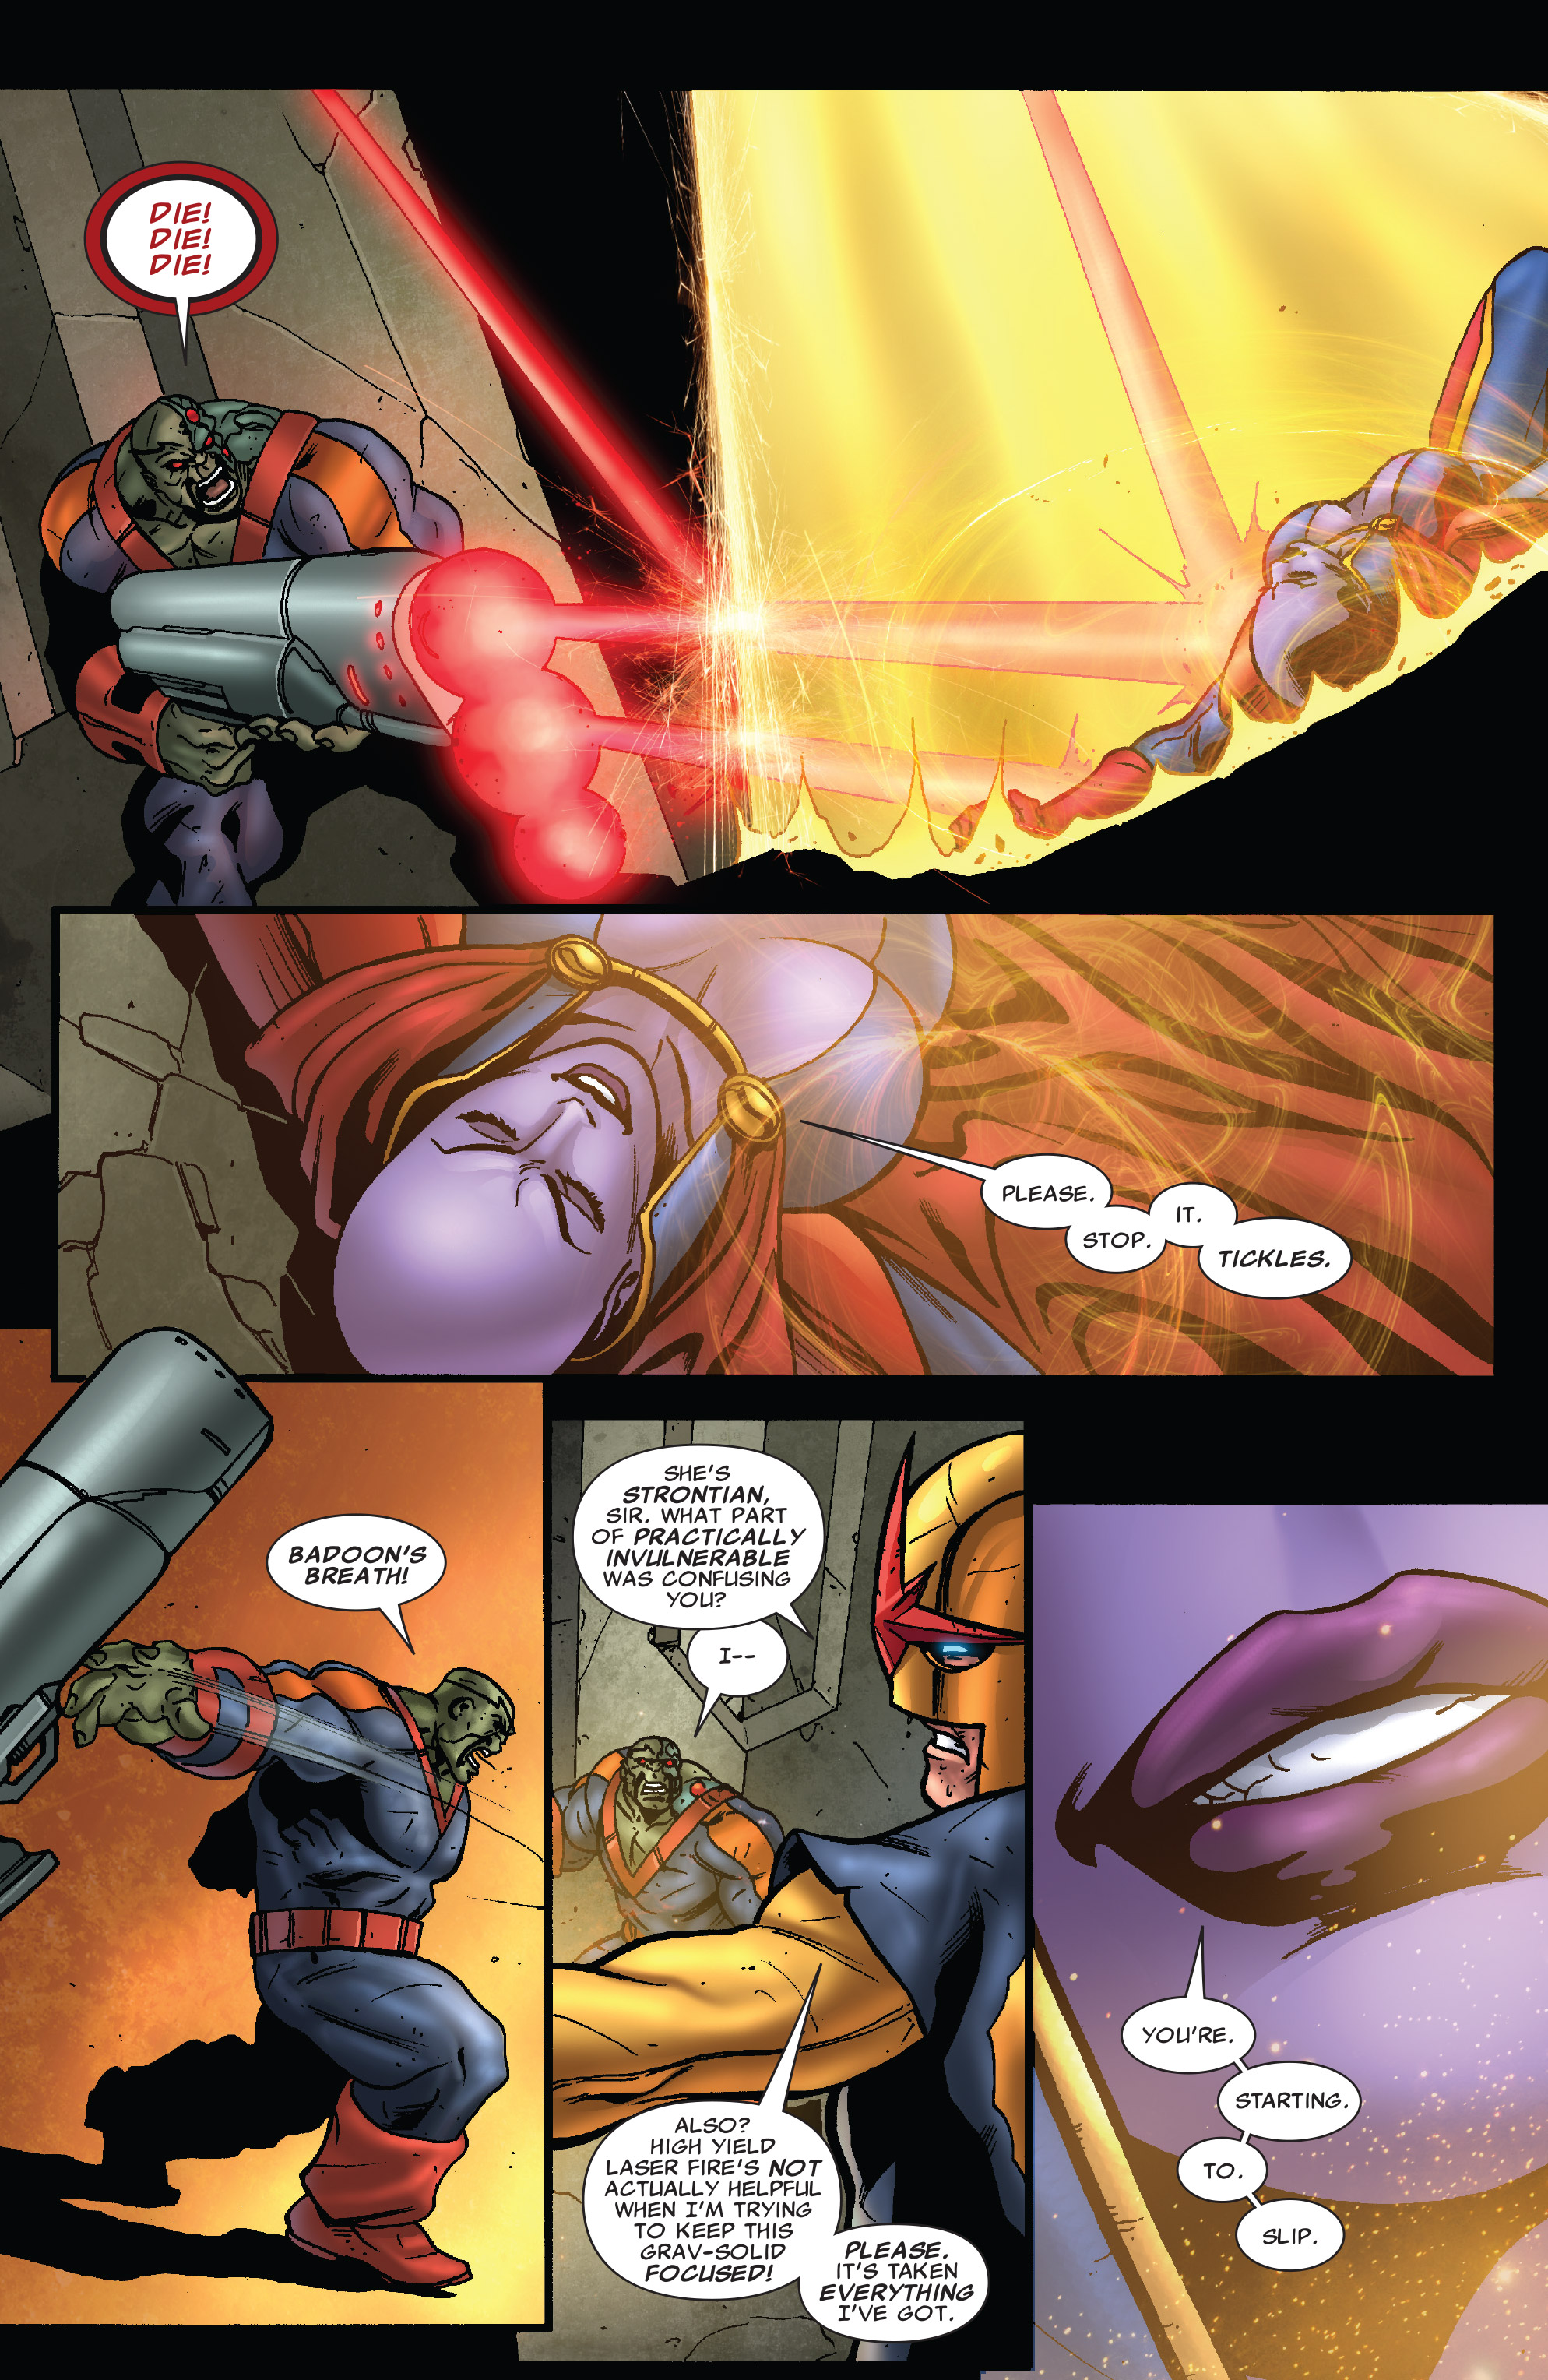 DIE!
DIE!
DIE!
PLEASE.
STOP.
IT.
TICKLES.
BADOON'S
BREATH!
SHE'S
STRONTIAN,
SIR. WHAT PART
OF PRACTICALLY
INVULNERABLE
WAS CONFUSING
YOU?
I--
ALSO?
HIGH YIELD
LASER FIRE'S NOT
ACTUALLY HELPFUL
WHEN I'M TRYING
TO KEEP THIS
GRAV-SOLID
FOCUSED!
PLEASE.
IT'S TAKEN
EVERYTHING
I'VE GOT.
YOU'RE.
STARTING.
TO.
SLIP.